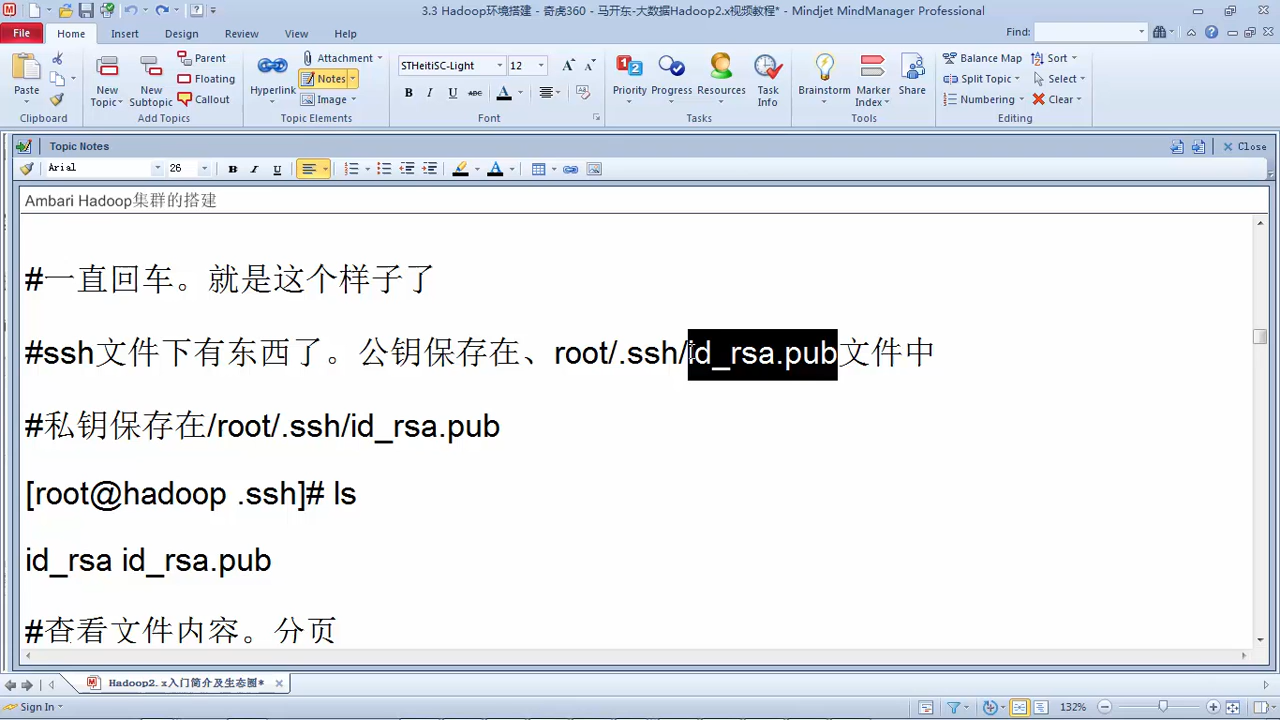 3.3 Hadoop环境搭建 - 奇虎360 - 马开东-大数据Hadoop2.x视频教程* - Mindjet MindManager Professional
File Home Insert Design Review View Help Find:
Paste
New Topic
New Subtopic
Parent
Floating
Callout
Hyperlink
Attachment
Notes
Image
STHeitiSC-Light 12
B I U ABC A
Priority Progress Resources Task Info
Brainstorm Marker Index Share
Balance Map Sort
Split Topic Select
Numbering Clear
Clipboard Add Topics Topic Elements Font Tasks Tools Editing
Topic Notes Close
Arial 26 B I U A
Ambari Hadoop集群的搭建
#一直回车。就是这个样子了
#ssh文件下有东西了。公钥保存在、root/.ssh/id_rsa.pub文件中
#私钥保存在/root/.ssh/id_rsa.pub
[root@hadoop .ssh]# ls
id_rsa id_rsa.pub
#查看文件内容。分页
Hadoop2. x入门简介及生态圈*
Sign In 132%